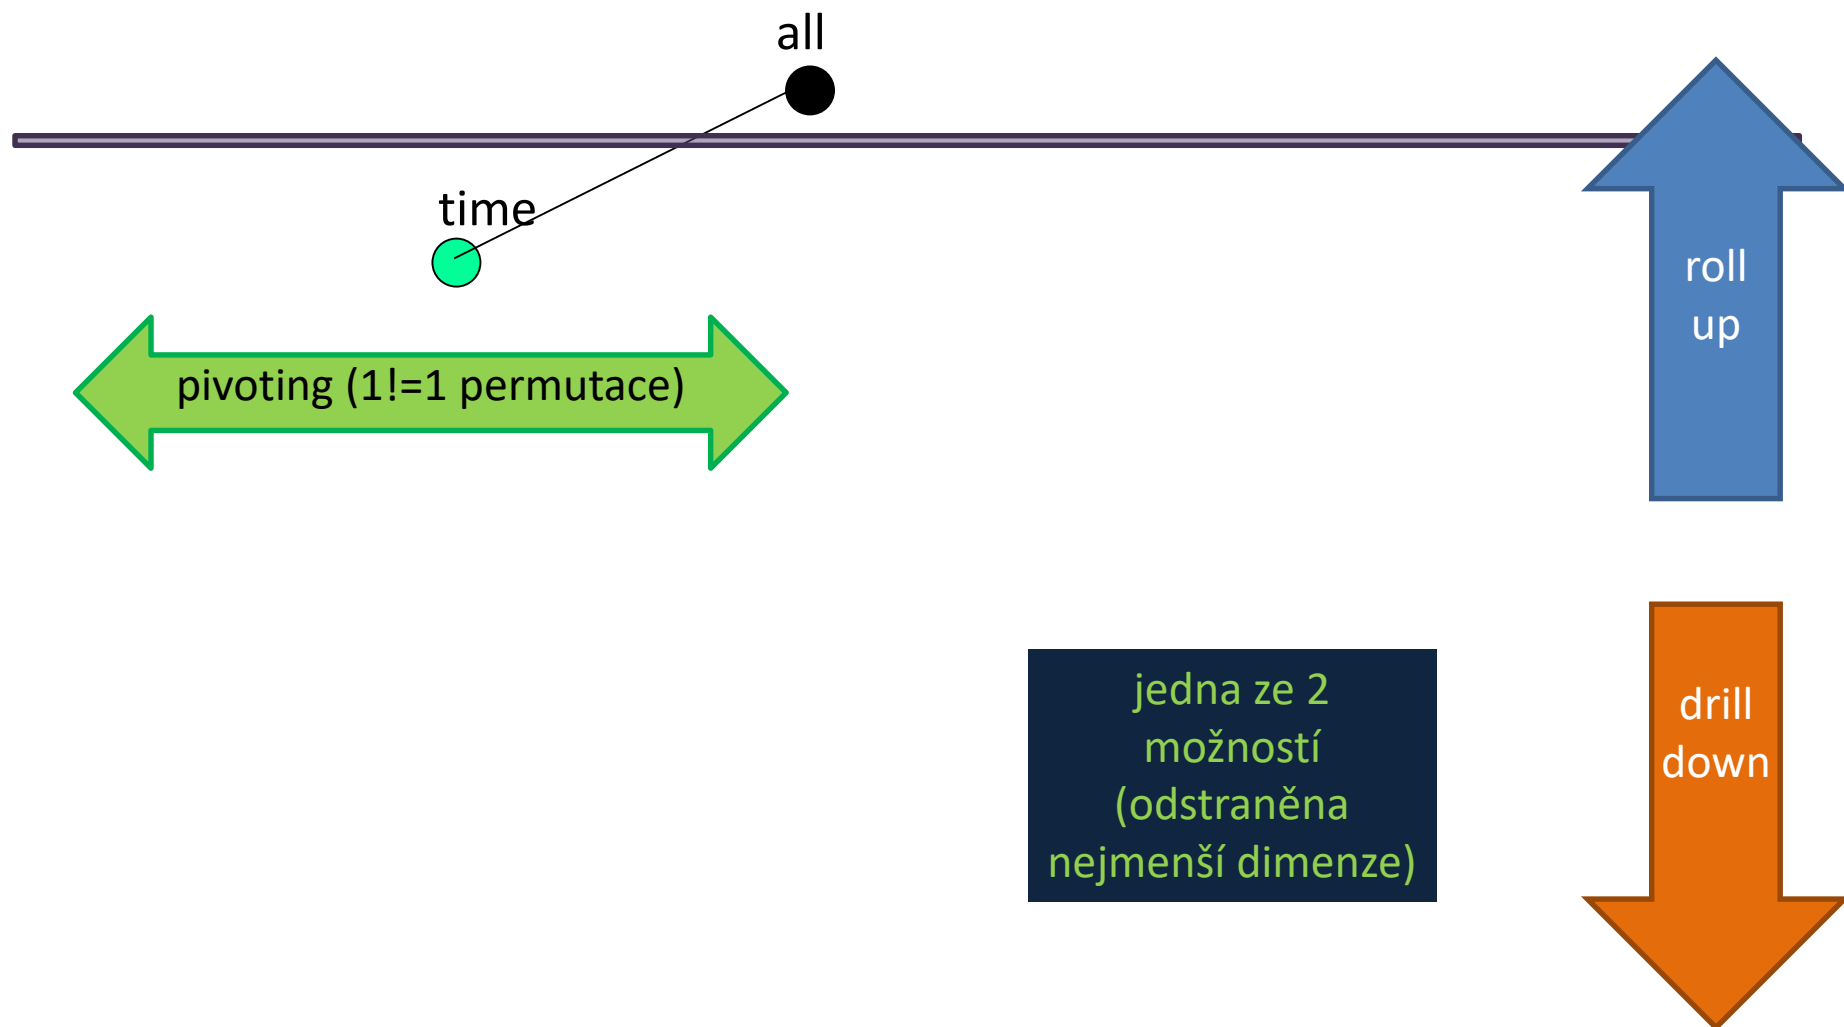 all
time
roll
up
pivoting (1!=1 permutace)
jedna ze 2
možností
(odstraněna
nejmenší dimenze)
drill
down